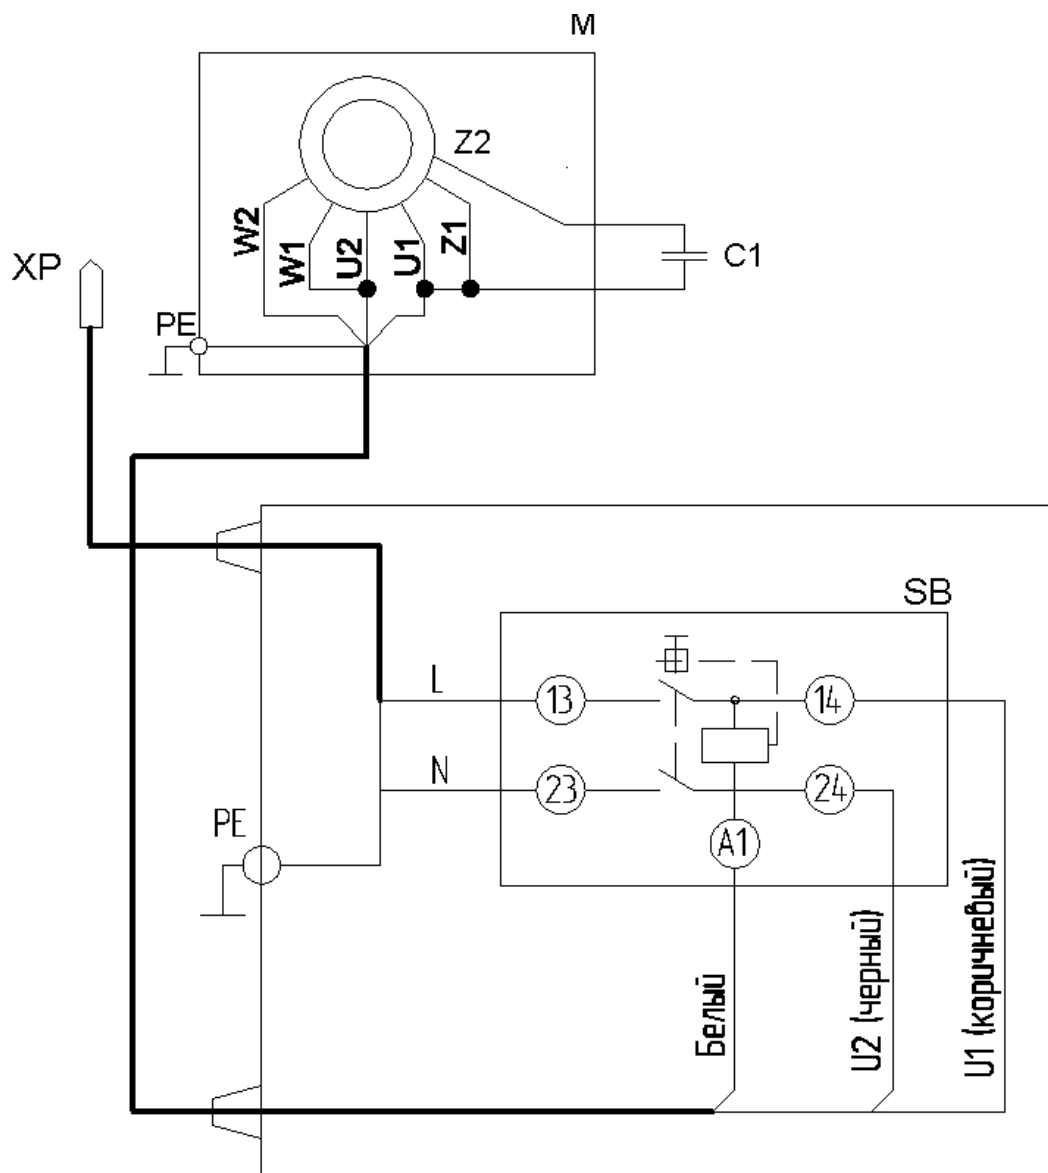 M
Z2
W2
W1
U2
U1
Z1
C1
XP
PE
SB
L
13
14
N
23
24
PE
A1
Белый
U2 (черный)
U1 (коричневый)